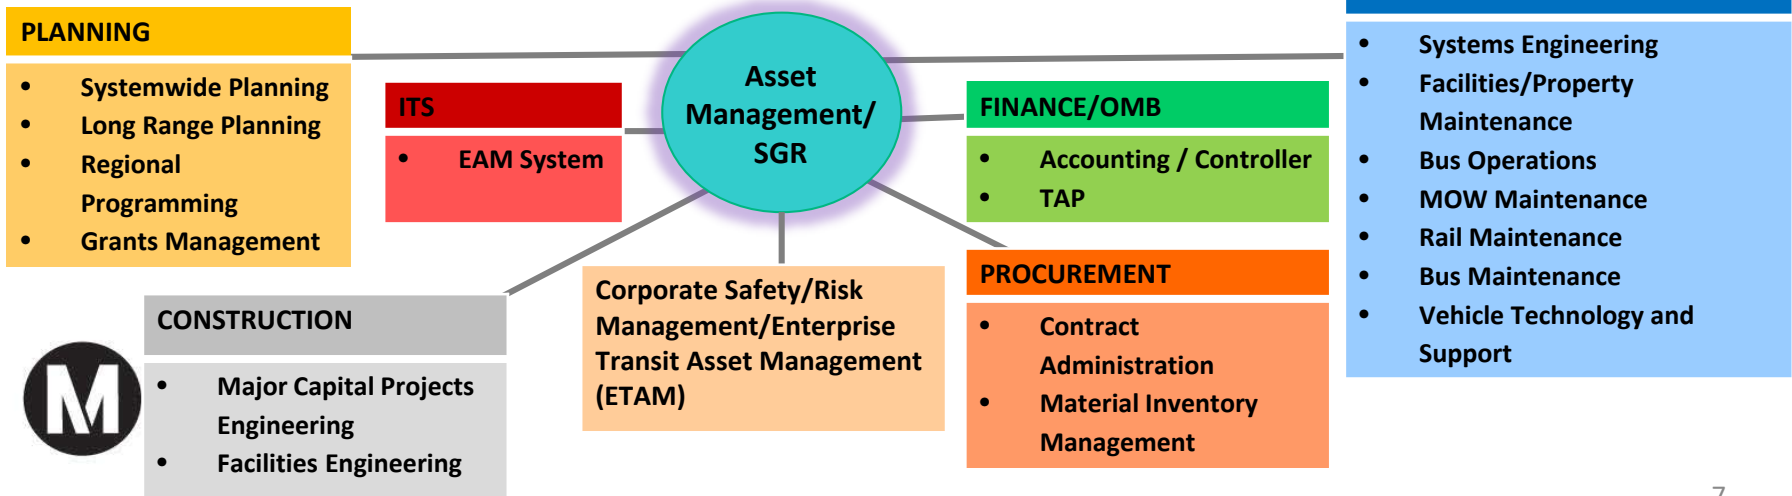 PLANNING
• Systemwide Planning
• Long Range Planning
• Regional
Programming
• Grants Management
ITS
• EAM System
Asset
Management/
SGR
FINANCE/OMB
• Accounting / Controller
• TAP
• Systems Engineering
• Facilities/Property
Maintenance
• Bus Operations
• MOW Maintenance
• Rail Maintenance
• Bus Maintenance
• Vehicle Technology and
Support
CONSTRUCTION
• Major Capital Projects
Engineering
• Facilities Engineering
Corporate Safety/Risk
Management/Enterprise
Transit Asset Management
(ETAM)
PROCUREMENT
• Contract
Administration
• Material Inventory
Management
M
7